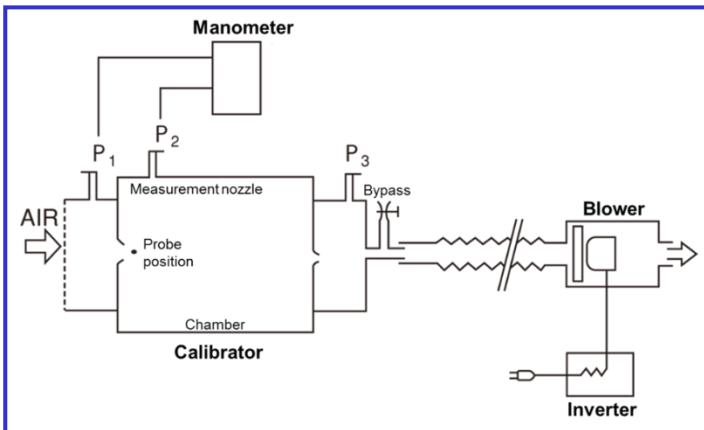 Manometer
P1
P2
P3
Measurement nozzle
Bypass
Blower
AIR
Probe
position
Chamber
Calibrator
Inverter